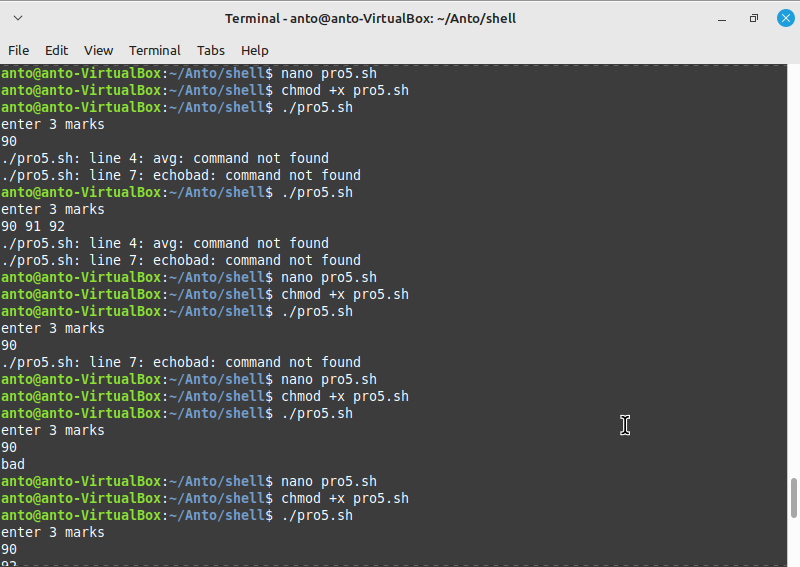 Terminal - anto@anto-VirtualBox: ~/Anto/shell
File Edit View Terminal Tabs Help
anto@anto-VirtualBox:~/Anto/shell$ nano pro5.sh
anto@anto-VirtualBox:~/Anto/shell$ chmod +x pro5.sh
anto@anto-VirtualBox:~/Anto/shell$ ./pro5.sh
enter 3 marks
90
./pro5.sh: line 4: avg: command not found
./pro5.sh: line 7: echobad: command not found
anto@anto-VirtualBox:~/Anto/shell$ ./pro5.sh
enter 3 marks
90 91 92
./pro5.sh: line 4: avg: command not found
./pro5.sh: line 7: echobad: command not found
anto@anto-VirtualBox:~/Anto/shell$ nano pro5.sh
anto@anto-VirtualBox:~/Anto/shell$ chmod +x pro5.sh
anto@anto-VirtualBox:~/Anto/shell$ ./pro5.sh
enter 3 marks
90
./pro5.sh: line 7: echobad: command not found
anto@anto-VirtualBox:~/Anto/shell$ nano pro5.sh
anto@anto-VirtualBox:~/Anto/shell$ chmod +x pro5.sh
anto@anto-VirtualBox:~/Anto/shell$ ./pro5.sh
enter 3 marks
90
bad
anto@anto-VirtualBox:~/Anto/shell$ nano pro5.sh
anto@anto-VirtualBox:~/Anto/shell$ chmod +x pro5.sh
anto@anto-VirtualBox:~/Anto/shell$ ./pro5.sh
enter 3 marks
90